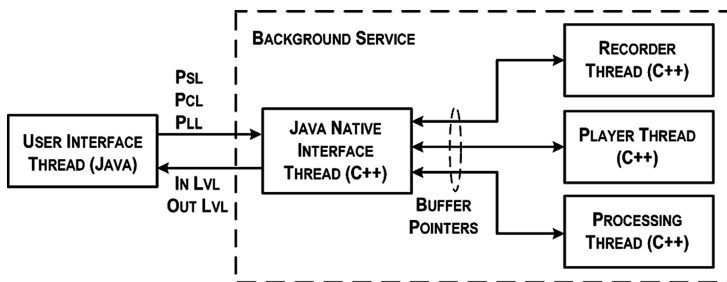 BACKGROUND SERVICE
RECORDER
THREAD (C++)
PSL
PCL
PLL
USER INTERFACE
THREAD (JAVA)
JAVA NATIVE
INTERFACE
THREAD (C++)
PLAYER THREAD
(C++)
IN LVL
OUT LVL
BUFFER
POINTERS
PROCESSING
THREAD (C++)